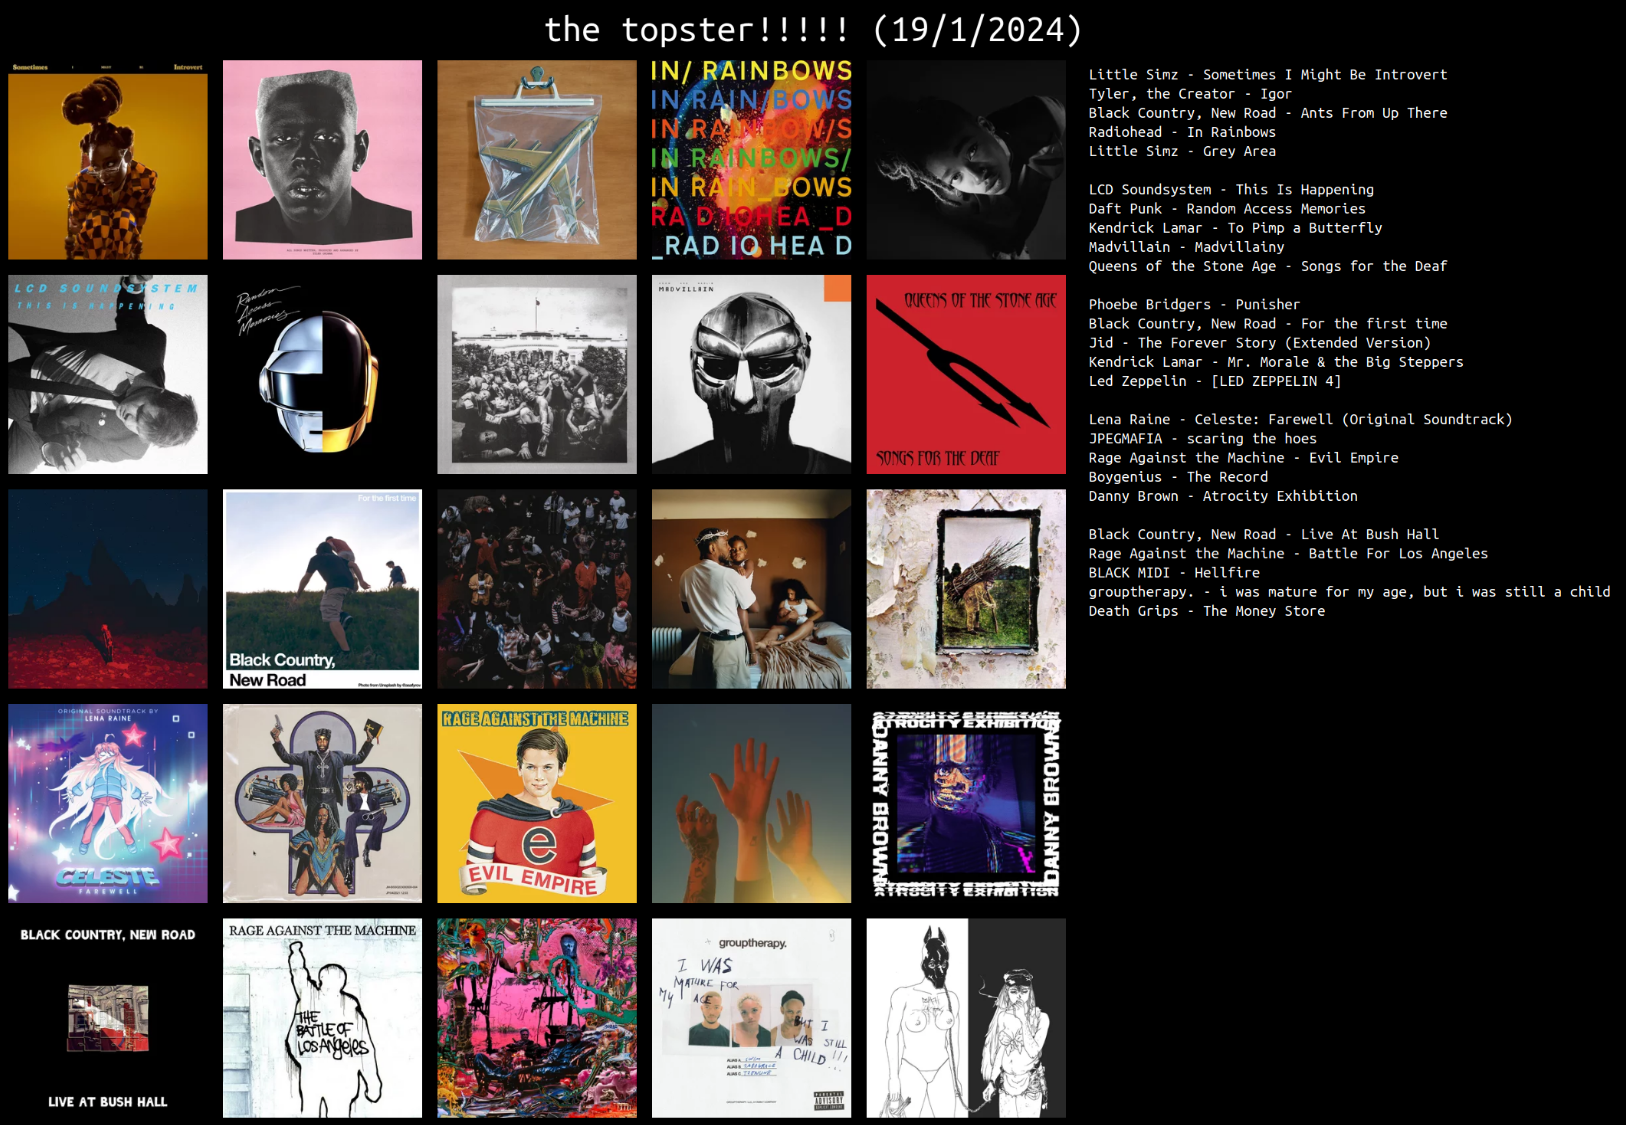 the topster!!!!! (19/1/2024)
Sometimes I MIGHT BE Introvert
IN/ RAINBOWS
IN RAIN/BOWS
IN RAINBOW/S
IN RAINBOWS/
IN RAIN_BOWS
RA D IOHEA_D
_RAD IO HEA D
LCD SOUNDSYSTEM
THIS IS HAPPENING
Random
Access
Memories
MADVILLAIN
QUEENS OF THE STONE AGE
SONGS FOR THE DEAF
For the first time
Black Country,
New Road
Photo from Unsplash by
ORIGINAL SOUNDTRACK BY
LENA RAINE
CELESTE
FAREWELL
RAGE AGAINST THE MACHINE
e
EVIL EMPIRE
ATROCITY EXHIBITION
DANNY BROWN
DANNY BROWN
ATROCITY EXHIBITION
BLACK COUNTRY, NEW ROAD
LIVE AT BUSH HALL
RAGE AGAINST THE MACHINE
THE
BATTLE OF
LOS ANGELES
grouptherapy.
I WAS
MATURE FOR
MY AGE
BUT I
WAS STILL
A CHILD!!!
PARENTAL
ADVISORY
DEATH
Little Simz - Sometimes I Might Be Introvert
Tyler, the Creator - Igor
Black Country, New Road - Ants From Up There
Radiohead - In Rainbows
Little Simz - Grey Area
LCD Soundsystem - This Is Happening
Daft Punk - Random Access Memories
Kendrick Lamar - To Pimp a Butterfly
Madvillain - Madvillainy
Queens of the Stone Age - Songs for the Deaf
Phoebe Bridgers - Punisher
Black Country, New Road - For the first time
Jid - The Forever Story (Extended Version)
Kendrick Lamar - Mr. Morale & the Big Steppers
Led Zeppelin - [LED ZEPPELIN 4]
Lena Raine - Celeste: Farewell (Original Soundtrack)
JPEGMAFIA - scaring the hoes
Rage Against the Machine - Evil Empire
Boygenius - The Record
Danny Brown - Atrocity Exhibition
Black Country, New Road - Live At Bush Hall
Rage Against the Machine - Battle For Los Angeles
BLACK MIDI - Hellfire
grouptherapy. - i was mature for my age, but i was still a child
Death Grips - The Money Store